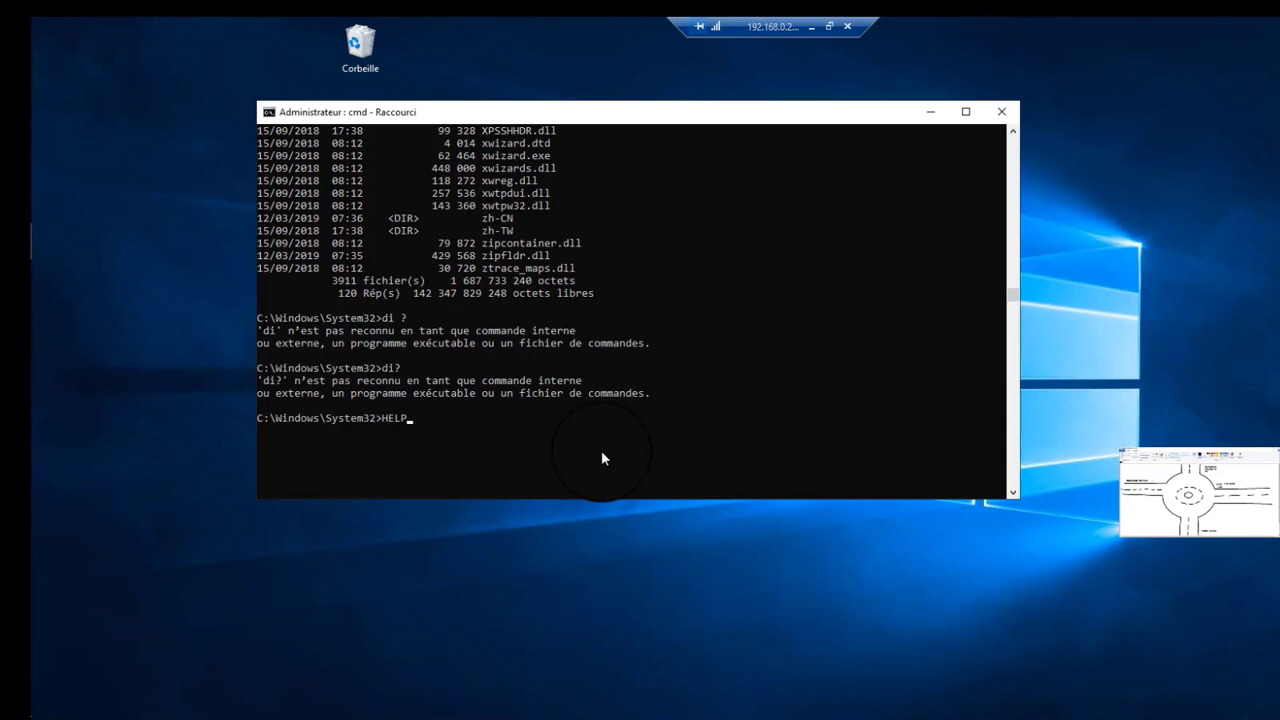 192.168.0.2...
Corbeille
Administrateur : cmd - Raccourci
15/09/2018  17:38            99 328 XPSSHHDR.dll
15/09/2018  08:12             4 014 xwizard.dtd
15/09/2018  08:12            62 464 xwizard.exe
15/09/2018  08:12           448 000 xwizards.dll
15/09/2018  08:12           118 272 xwreg.dll
15/09/2018  08:12           257 536 xwtpdui.dll
15/09/2018  08:12           143 360 xwtpw32.dll
12/03/2019  07:36    <DIR>          zh-CN
15/09/2018  17:38    <DIR>          zh-TW
15/09/2018  08:12            79 872 zipcontainer.dll
12/03/2019  07:35           429 568 zipfldr.dll
15/09/2018  08:12            30 720 ztrace_maps.dll
3911 fichier(s)    1 687 733 240 octets
120 Rép(s)  142 347 829 248 octets libres
C:\Windows\System32>di ?
'di' n’est pas reconnu en tant que commande interne
ou externe, un programme exécutable ou un fichier de commandes.
C:\Windows\System32>di?
'di?' n’est pas reconnu en tant que commande interne
ou externe, un programme exécutable ou un fichier de commandes.
C:\Windows\System32>HELP